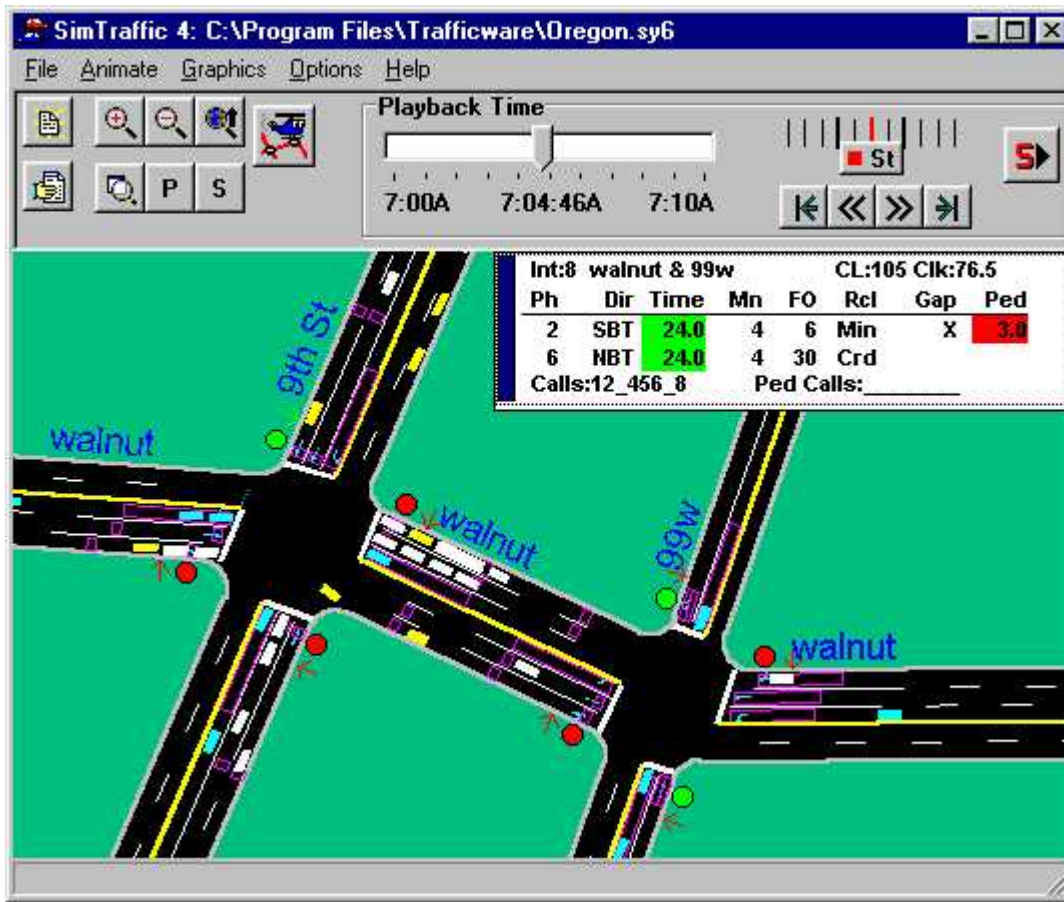 SimTraffic 4: C:\Program Files\Trafficware\Oregon.sy6
File Animate Graphics Options Help
Playback Time
7:00A 7:04:46A 7:10A
St
S
P S
Int:8 walnut & 99w CL:105 Clk:76.5
Ph Dir Time Mn FO Rcl Gap Ped
2 SBT 24.0 4 6 Min X 3.0
6 NBT 24.0 4 30 Crd
Calls:12_456_8 Ped Calls:________
9th St
walnut
walnut
99w
walnut